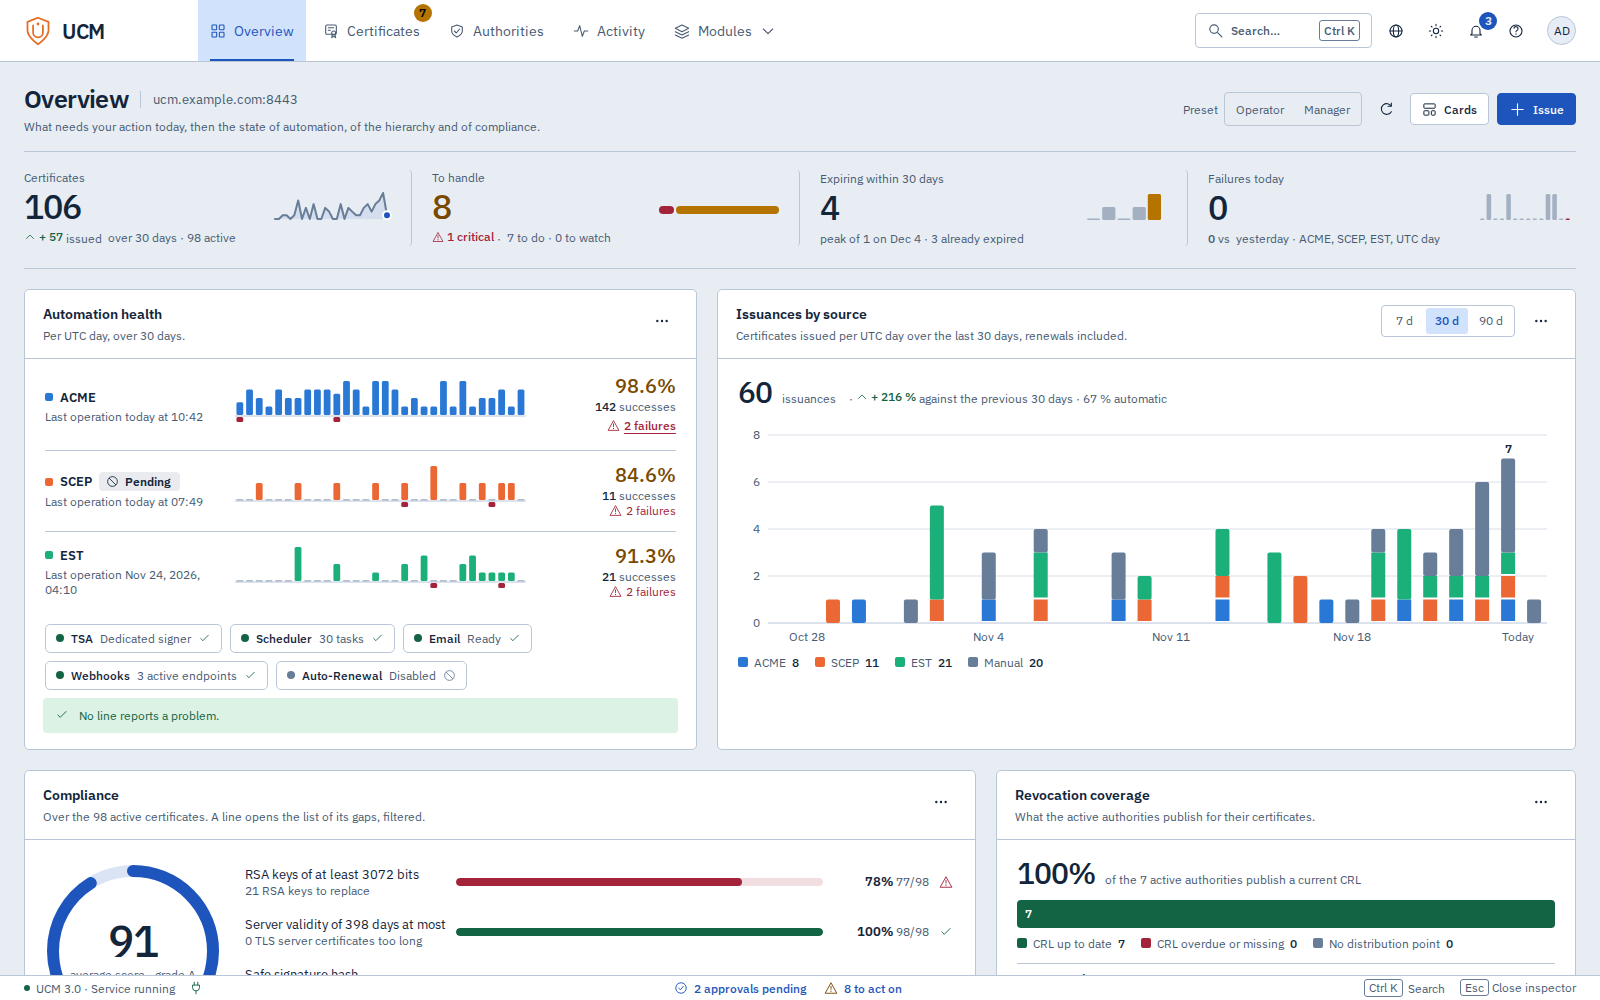 UCM
Overview
Certificates
7
Authorities
Activity
Modules
Search...
Ctrl K
3
AD
Overview
ucm.example.com:8443
What needs your action today, then the state of automation, of the hierarchy and of compliance.
Preset
Operator
Manager
Cards
Issue
Certificates
106
+ 57 issued over 30 days · 98 active
To handle
8
1 critical · 7 to do · 0 to watch
Expiring within 30 days
4
peak of 1 on Dec 4 · 3 already expired
Failures today
0
0 vs yesterday · ACME, SCEP, EST, UTC day
Automation health
Per UTC day, over 30 days.
ACME
Last operation today at 10:42
98.6%
142 successes
2 failures
SCEP
Pending
Last operation today at 07:49
84.6%
11 successes
2 failures
EST
Last operation Nov 24, 2026,
04:10
91.3%
21 successes
2 failures
TSA Dedicated signer
Scheduler 30 tasks
Email Ready
Webhooks 3 active endpoints
Auto-Renewal Disabled
No line reports a problem.
Issuances by source
Certificates issued per UTC day over the last 30 days, renewals included.
7 d
30 d
90 d
60 issuances · + 216 % against the previous 30 days · 67 % automatic
8
6
4
2
0
7
Oct 28
Nov 4
Nov 11
Nov 18
Today
ACME 8
SCEP 11
EST 21
Manual 20
Compliance
Over the 98 active certificates. A line opens the list of its gaps, filtered.
91
average score · grade A
RSA keys of at least 3072 bits
21 RSA keys to replace
78% 77/98
Server validity of 398 days at most
0 TLS server certificates too long
100% 98/98
Safe signature hash
Revocation coverage
What the active authorities publish for their certificates.
100% of the 7 active authorities publish a current CRL
7
CRL up to date 7
CRL overdue or missing 0
No distribution point 0
UCM 3.0 · Service running
2 approvals pending
8 to act on
Ctrl K Search
Esc Close inspector